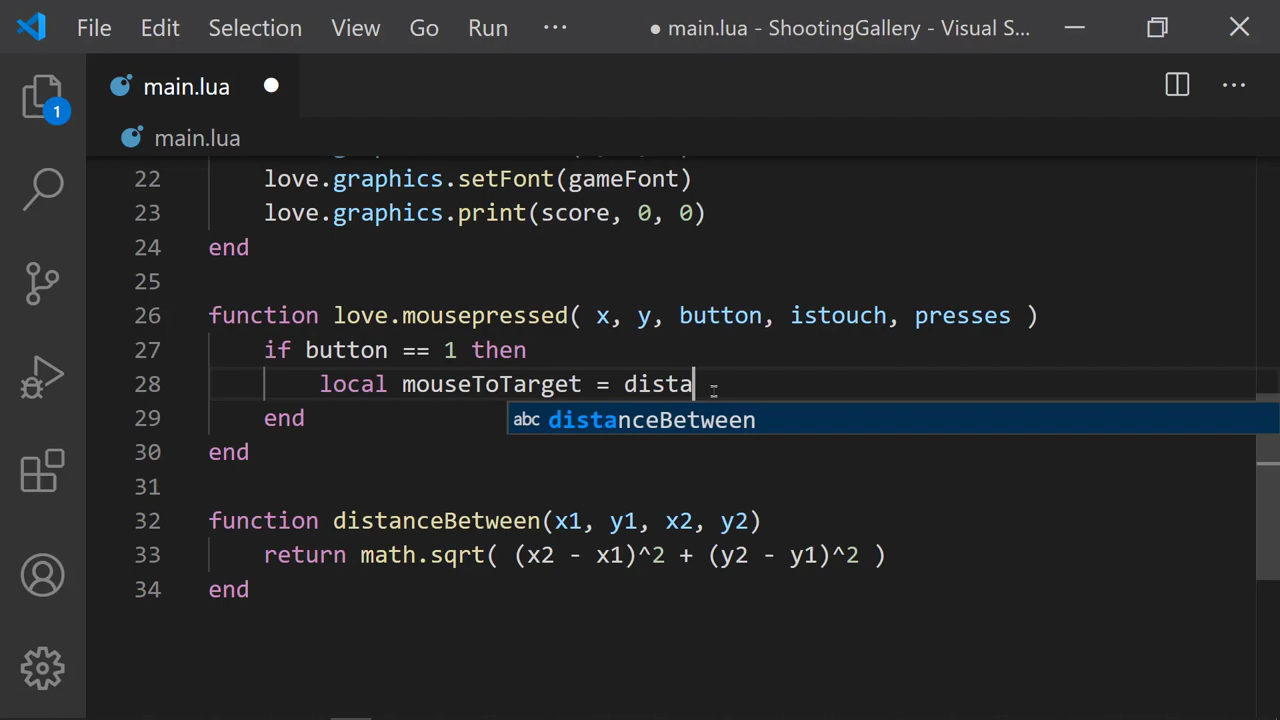 File Edit Selection View Go Run ··· ● main.lua - ShootingGallery - Visual S...
main.lua
1
main.lua
22 love.graphics.setFont(gameFont)
23 love.graphics.print(score, 0, 0)
24 end
25
26 function love.mousepressed( x, y, button, istouch, presses )
27 if button == 1 then
28 local mouseToTarget = dista
29 end
abc distanceBetween
30 end
31
32 function distanceBetween(x1, y1, x2, y2)
33 return math.sqrt( (x2 - x1)^2 + (y2 - y1)^2 )
34 end